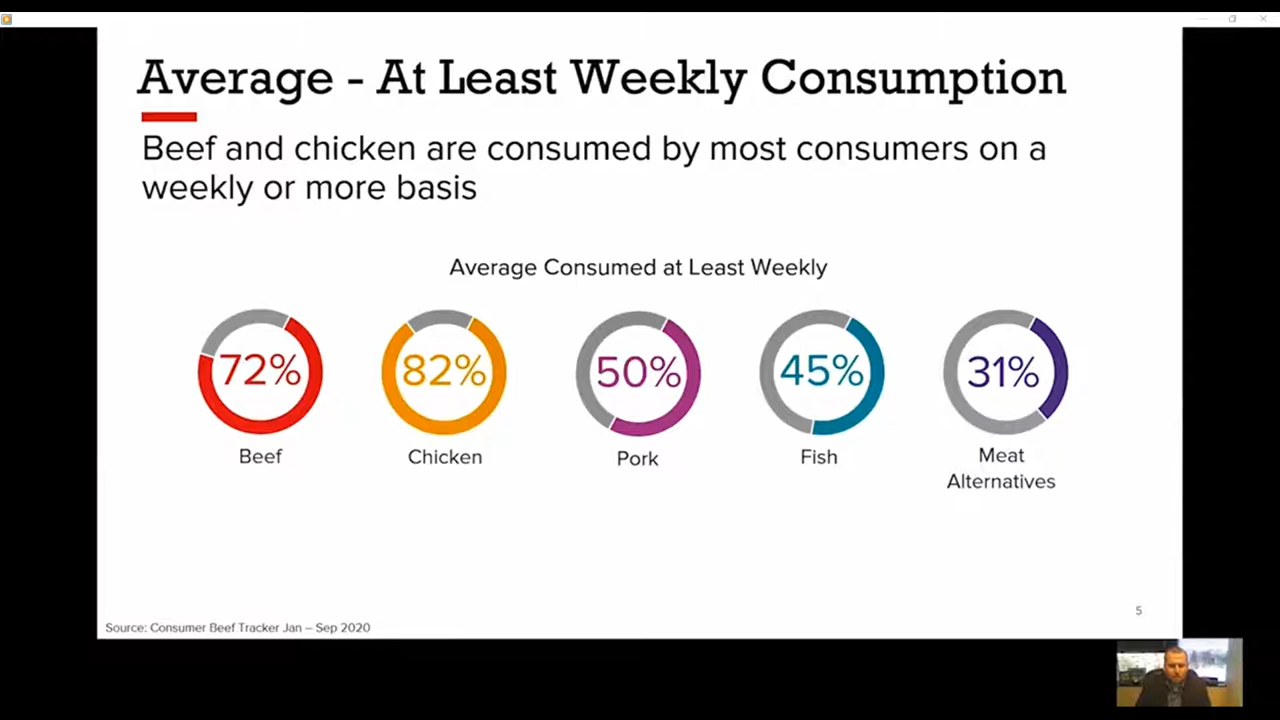 Average - At Least Weekly Consumption
Beef and chicken are consumed by most consumers on a
weekly or more basis
Average Consumed at Least Weekly
72%
82%
50%
45%
31%
Beef
Chicken
Pork
Fish
Meat
Alternatives
5
Source: Consumer Beef Tracker Jan – Sep 2020